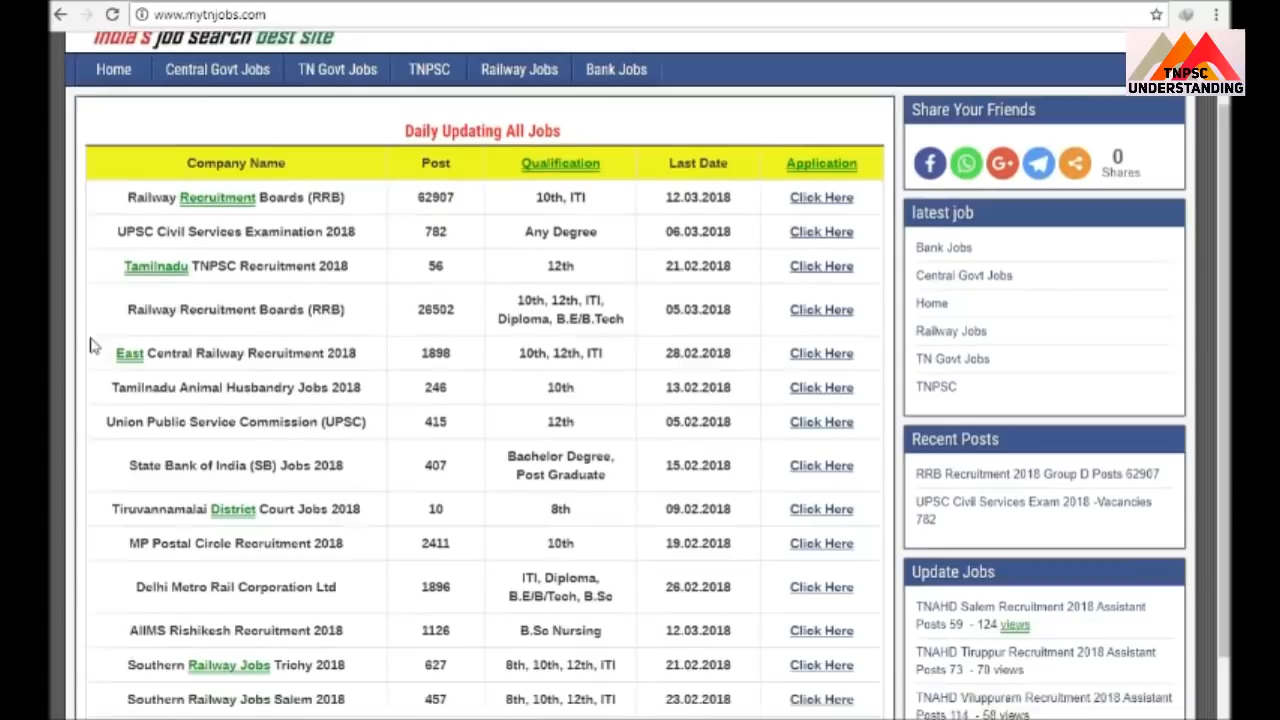 www.mytnjobs.com
India's job search best site
Home Central Govt Jobs TN Govt Jobs TNPSC Railway Jobs Bank Jobs
TNPSC
UNDERSTANDING
Daily Updating All Jobs
Company Name Post Qualification Last Date Application
Railway Recruitment Boards (RRB) 62907 10th, ITI 12.03.2018 Click Here
UPSC Civil Services Examination 2018 782 Any Degree 06.03.2018 Click Here
Tamilnadu TNPSC Recruitment 2018 56 12th 21.02.2018 Click Here
Railway Recruitment Boards (RRB) 26502 10th, 12th, ITI, Diploma, B.E/B.Tech 05.03.2018 Click Here
East Central Railway Recruitment 2018 1898 10th, 12th, ITI 28.02.2018 Click Here
Tamilnadu Animal Husbandry Jobs 2018 246 10th 13.02.2018 Click Here
Union Public Service Commission (UPSC) 415 12th 05.02.2018 Click Here
State Bank of India (SB) Jobs 2018 407 Bachelor Degree, Post Graduate 15.02.2018 Click Here
Tiruvannamalai District Court Jobs 2018 10 8th 09.02.2018 Click Here
MP Postal Circle Recruitment 2018 2411 10th 19.02.2018 Click Here
Delhi Metro Rail Corporation Ltd 1896 ITI, Diploma, B.E/B/Tech, B.Sc 26.02.2018 Click Here
AIIMS Rishikesh Recruitment 2018 1126 B.Sc Nursing 12.03.2018 Click Here
Southern Railway Jobs Trichy 2018 627 8th, 10th, 12th, ITI 21.02.2018 Click Here
Southern Railway Jobs Salem 2018 457 8th, 10th, 12th, ITI 23.02.2018 Click Here
Share Your Friends
0
Shares
latest job
Bank Jobs
Central Govt Jobs
Home
Railway Jobs
TN Govt Jobs
TNPSC
Recent Posts
RRB Recruitment 2018 Group D Posts 62907
UPSC Civil Services Exam 2018 -Vacancies
782
Update Jobs
TNAHD Salem Recruitment 2018 Assistant
Posts 59 - 124 views
TNAHD Tiruppur Recruitment 2018 Assistant
Posts 73 - 70 views
TNAHD Viluppuram Recruitment 2018 Assistant
Posts 114 - 58 views